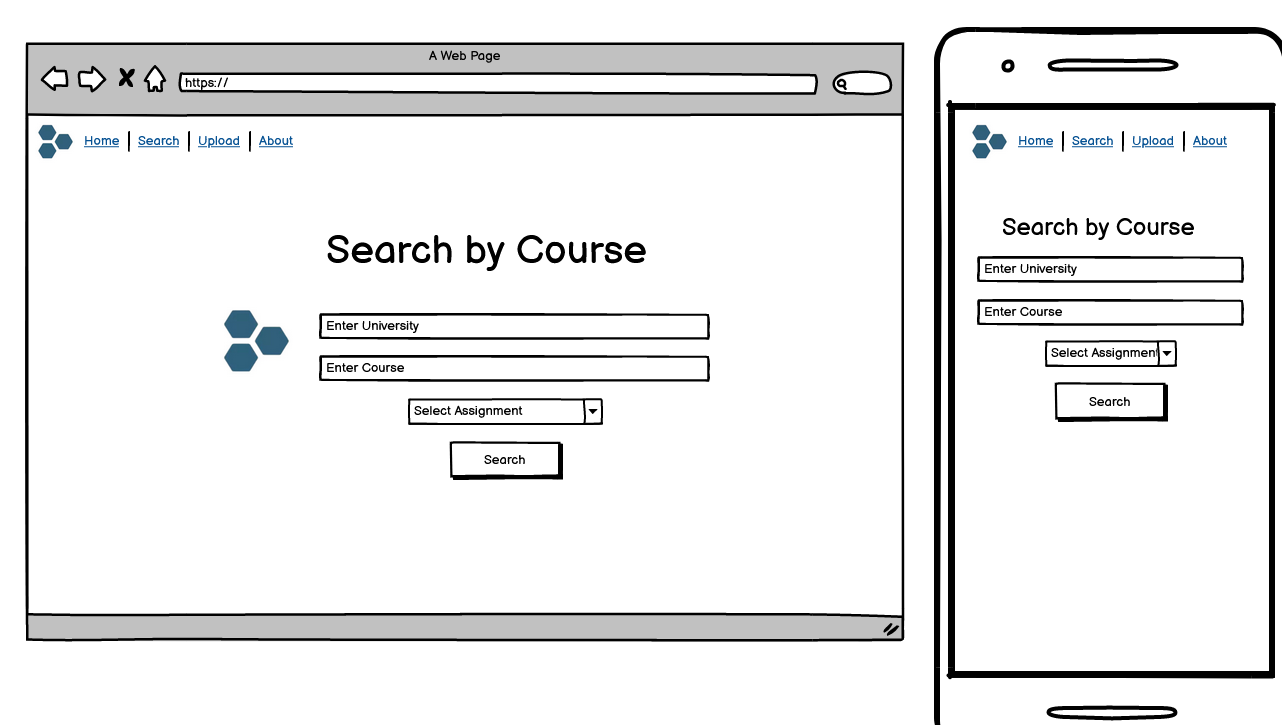 A Web Page
https://
Home | Search | Upload | About
Search by Course
Enter University
Enter Course
Select Assignment
Search
Home | Search | Upload | About
Search by Course
Enter University
Enter Course
Select Assignment
Search